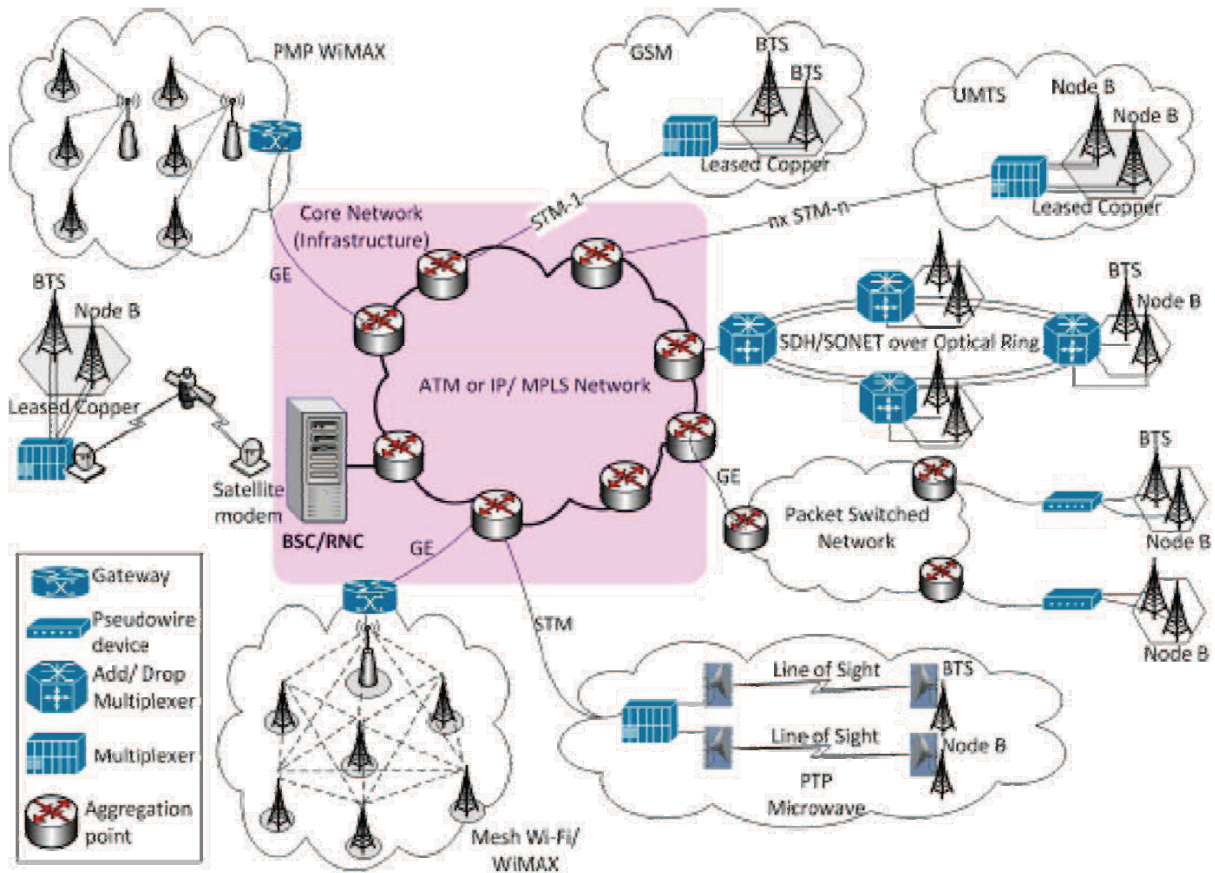 PMP WiMAX
GSM
BTS
BTS
Leased Copper
UMTS
Node B
Node B
Leased Copper
STM-1
nx STM-n
Core Network
(Infrastructure)
GE
BTS
Node B
Leased Copper
Satellite
modem
ATM or IP/ MPLS Network
BSC/RNC
SDH/SONET over Optical Ring
BTS
Node B
GE
Packet Switched
Network
BTS
Node B
BTS
Node B
GE
STM
Mesh Wi-Fi/
WiMAX
Line of Sight
BTS
Line of Sight
Node B
PTP
Microwave
Gateway
Pseudowire
device
Add/ Drop
Multiplexer
Multiplexer
Aggregation
point